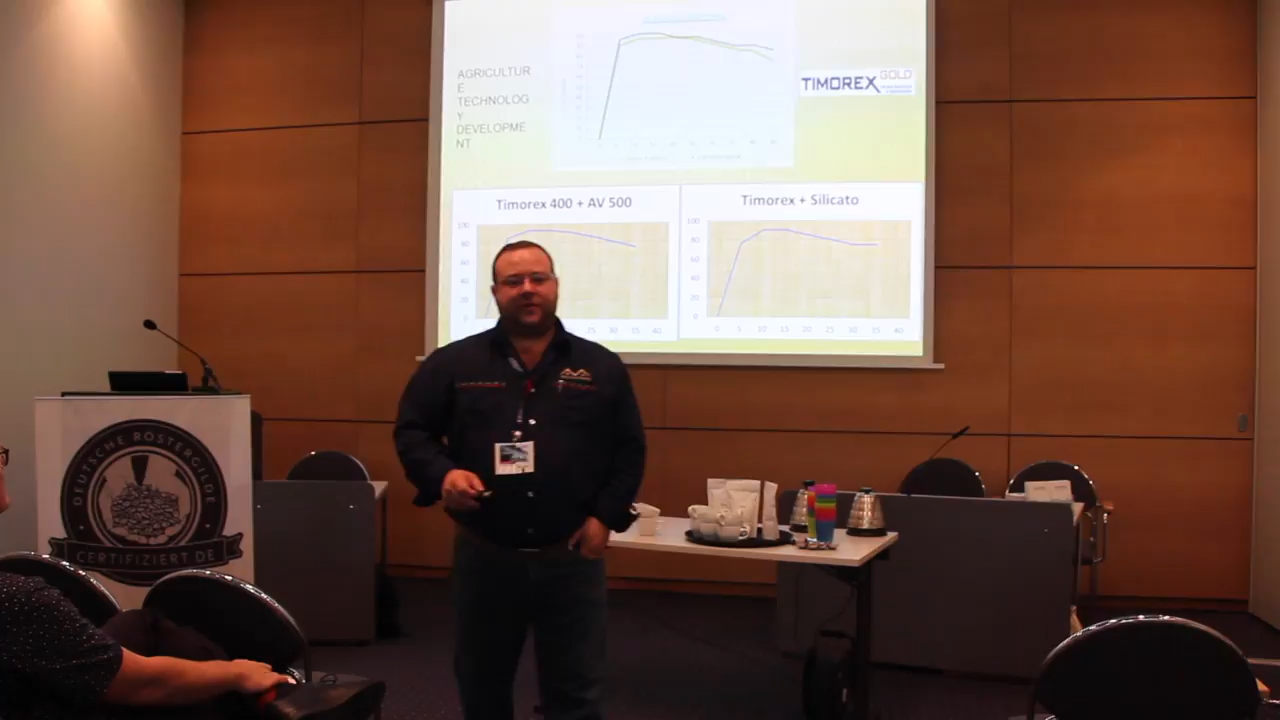 AGRICULTUR
E
TECHNOLOG
Y
DEVELOPME
NT
TIMOREX GOLD
Timorex 400 + AV 500
100
80
60
40
20
0
25 30 35 40
Timorex + Silicato
100
80
60
40
20
0
0 5 10 15 20 25 30 35 40
DEUTSCHE RÖSTERGILDE
CERTIFIZIERT.DE